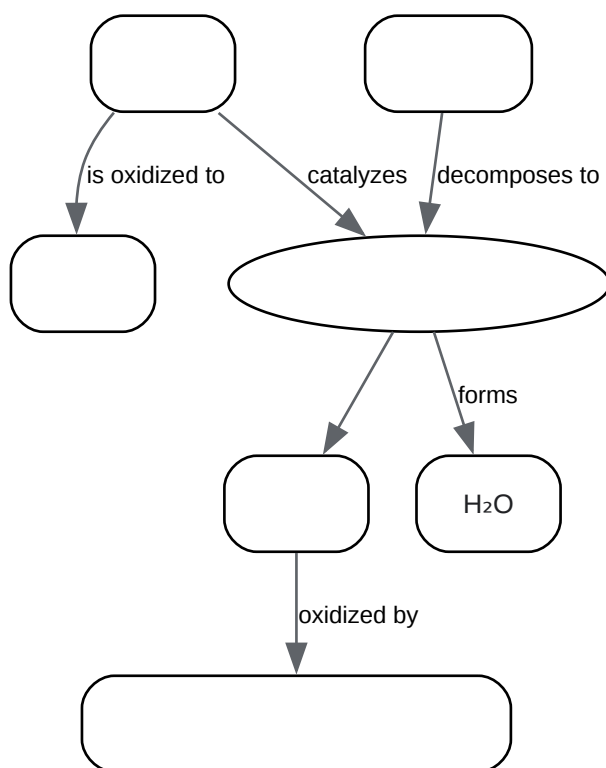 is oxidized to
catalyzes
decomposes to
forms
H₂O
oxidized by